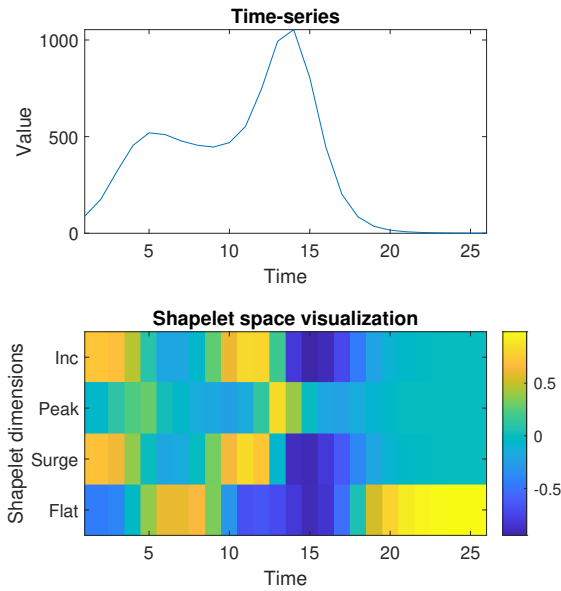 Time-series
1000
500
0
Value
5 10 15 20 25
Time
Shapelet space visualization
Inc
Peak
Surge
Flat
Shapelet dimensions
0.5
0
-0.5
5 10 15 20 25
Time